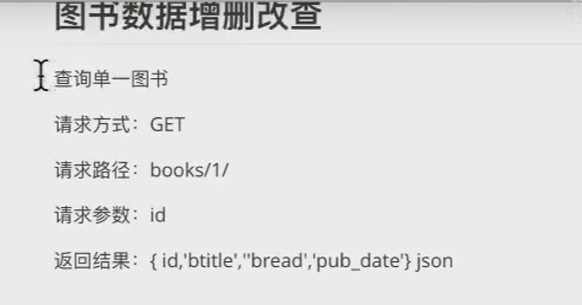 图书数据增删改查
查询单一图书
请求方式：GET
请求路径：books/1/
请求参数：id
返回结果：{ id,'btitle',''bread','pub_date'} json